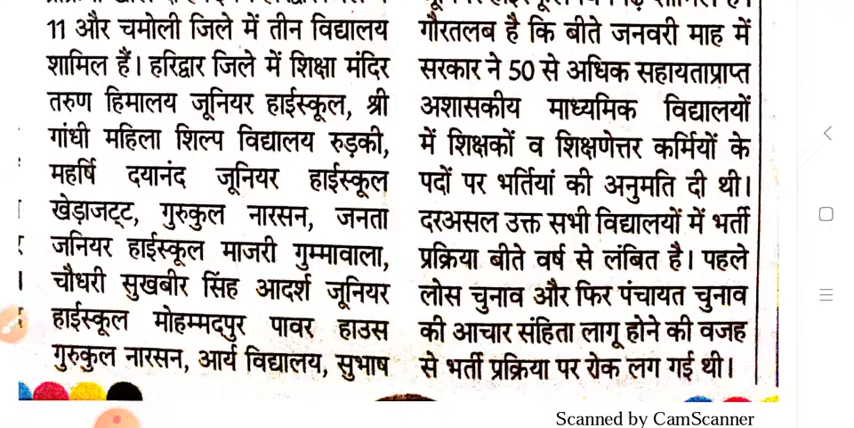 11 और चमोली जिले में तीन विद्यालय
शामिल हैं। हरिद्वार जिले में शिक्षा मंदिर
तरुण हिमालय जूनियर हाईस्कूल, श्री
गांधी महिला शिल्प विद्यालय रुड़की,
महर्षि दयानंद जूनियर हाईस्कूल
खेड़ाजट्ट, गुरुकुल नारसन, जनता
जनियर हाईस्कूल माजरी गुम्मावाला,
चौधरी सुखबीर सिंह आदर्श जूनियर
हाईस्कूल मोहम्मदपुर पावर हाउस
गुरुकुल नारसन, आर्य विद्यालय, सुभाष
गौरतलब है कि बीते जनवरी माह में
सरकार ने 50 से अधिक सहायताप्राप्त
अशासकीय माध्यमिक विद्यालयों
में शिक्षकों व शिक्षणेत्तर कर्मियों के
पदों पर भर्तियां की अनुमति दी थी।
दरअसल उक्त सभी विद्यालयों में भर्ती
प्रक्रिया बीते वर्ष से लंबित है। पहले
लोस चुनाव और फिर पंचायत चुनाव
की आचार संहिता लागू होने की वजह
से भर्ती प्रक्रिया पर रोक लग गई थी।
Scanned by CamScanner